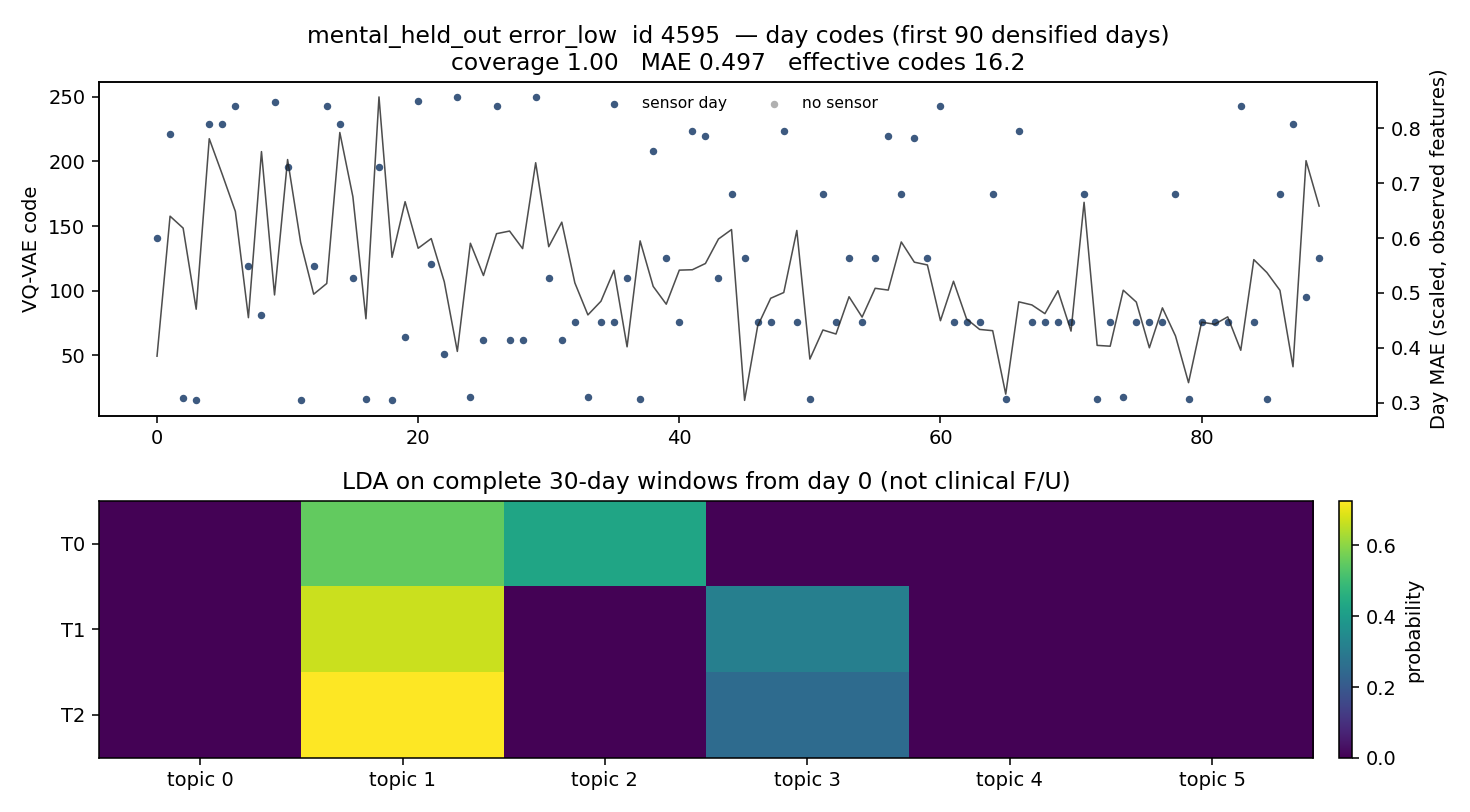 mental_held_out error_low  id 4595  — day codes (first 90 densified days)
coverage 1.00   MAE 0.497   effective codes 16.2
sensor day
no sensor
VQ-VAE code
250
200
150
100
50
0.8
0.7
0.6
0.5
0.4
0.3
Day MAE (scaled, observed features)
0 20 40 60 80
LDA on complete 30-day windows from day 0 (not clinical F/U)
T0
T1
T2
topic 0 topic 1 topic 2 topic 3 topic 4 topic 5
0.6
0.4
0.2
0.0
probability